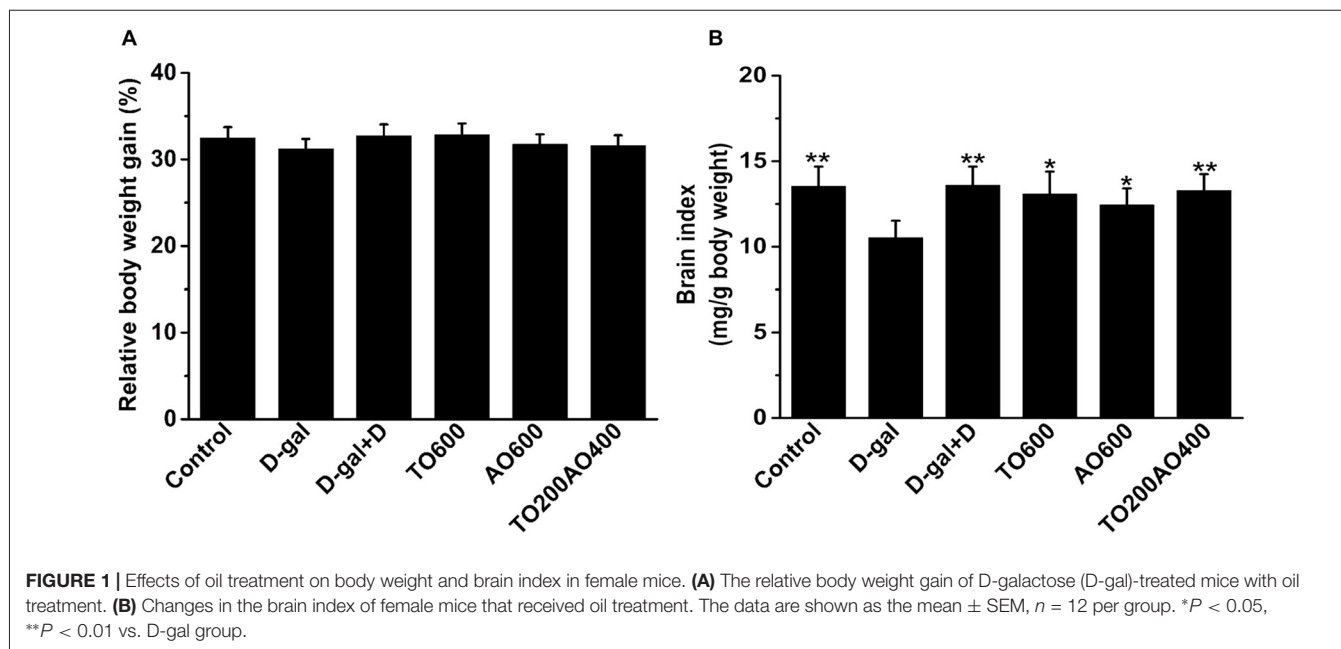 A
Relative body weight gain (%)
40
30
20
10
0
Control
D-gal
D-gal+D
TO600
AO600
TO200AO400
B
Brain index
(mg/g body weight)
20
15
10
5
0
**
**
*
*
**
Control
D-gal
D-gal+D
TO600
AO600
TO200AO400
FIGURE 1 | Effects of oil treatment on body weight and brain index in female mice. (A) The relative body weight gain of D-galactose (D-gal)-treated mice with oil
treatment. (B) Changes in the brain index of female mice that received oil treatment. The data are shown as the mean ± SEM, n = 12 per group. *P < 0.05,
**P < 0.01 vs. D-gal group.